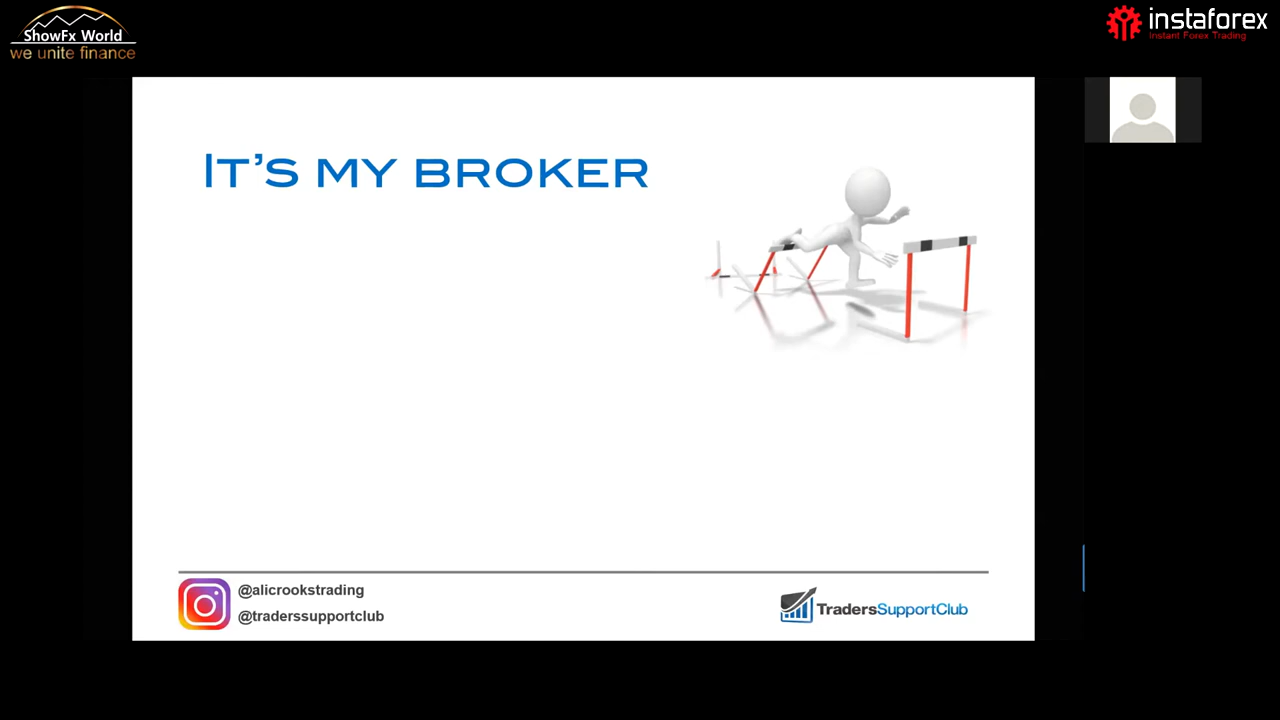 ShowFx World
we unite finance
instaforex
Instant Forex Trading
IT'S MY BROKER
@alicrookstrading
@traderssupportclub
TradersSupportClub